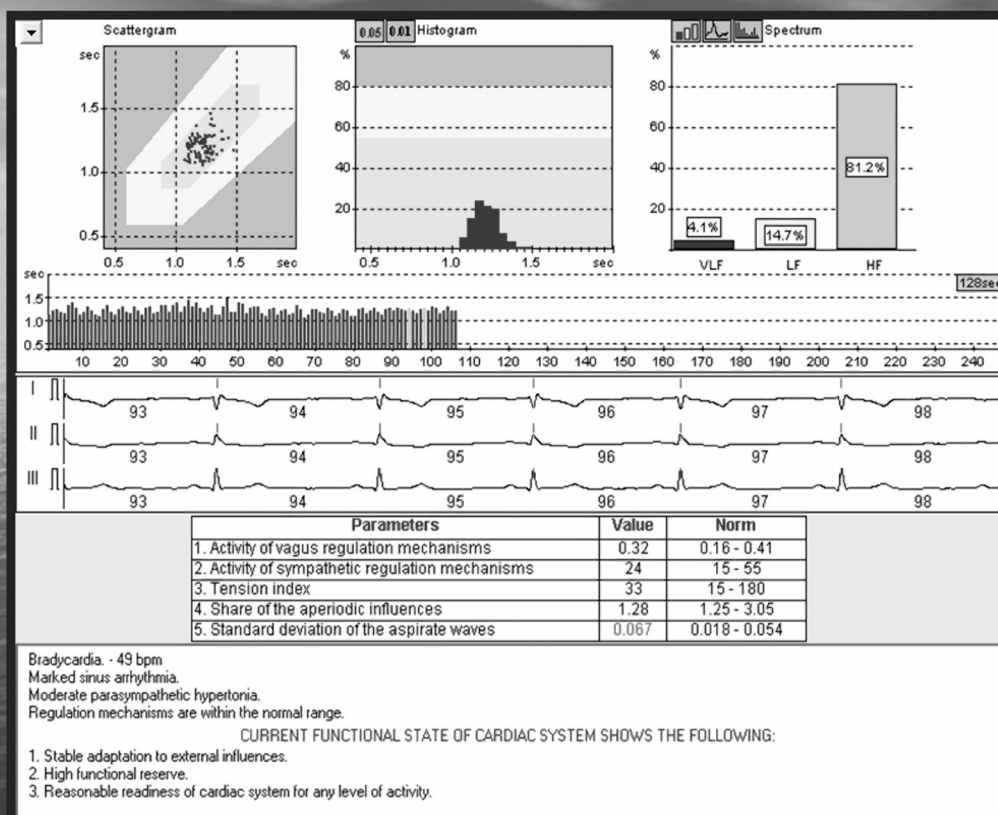 Scattergram
0.05 0.01 Histogram
Spectrum
sec
1.5
1.0
0.5
0.5 1.0 1.5 sec
%
80
60
40
20
0.5 1.0 1.5 sec
%
80
60
40
20
4.1%
14.7%
81.2%
VLF LF HF
sec
128sec
1.5
1.0
0.5
10 20 30 40 50 60 70 80 90 100 110 120 130 140 150 160 170 180 190 200 210 220 230 240
I
93 94 95 96 97 98
II
93 94 95 96 97 98
III
93 94 95 96 97 98
Parameters Value Norm
1. Activity of vagus regulation mechanisms 0.32 0.16 - 0.41
2. Activity of sympathetic regulation mechanisms 24 15 - 55
3. Tension index 33 15 - 180
4. Share of the aperiodic influences 1.28 1.25 - 3.05
5. Standard deviation of the aspirate waves 0.067 0.018 - 0.054
Bradycardia. - 49 bpm
Marked sinus arrhythmia.
Moderate parasympathetic hypertonia.
Regulation mechanisms are within the normal range.
CURRENT FUNCTIONAL STATE OF CARDIAC SYSTEM SHOWS THE FOLLOWING:
1. Stable adaptation to external influences.
2. High functional reserve.
3. Reasonable readiness of cardiac system for any level of activity.